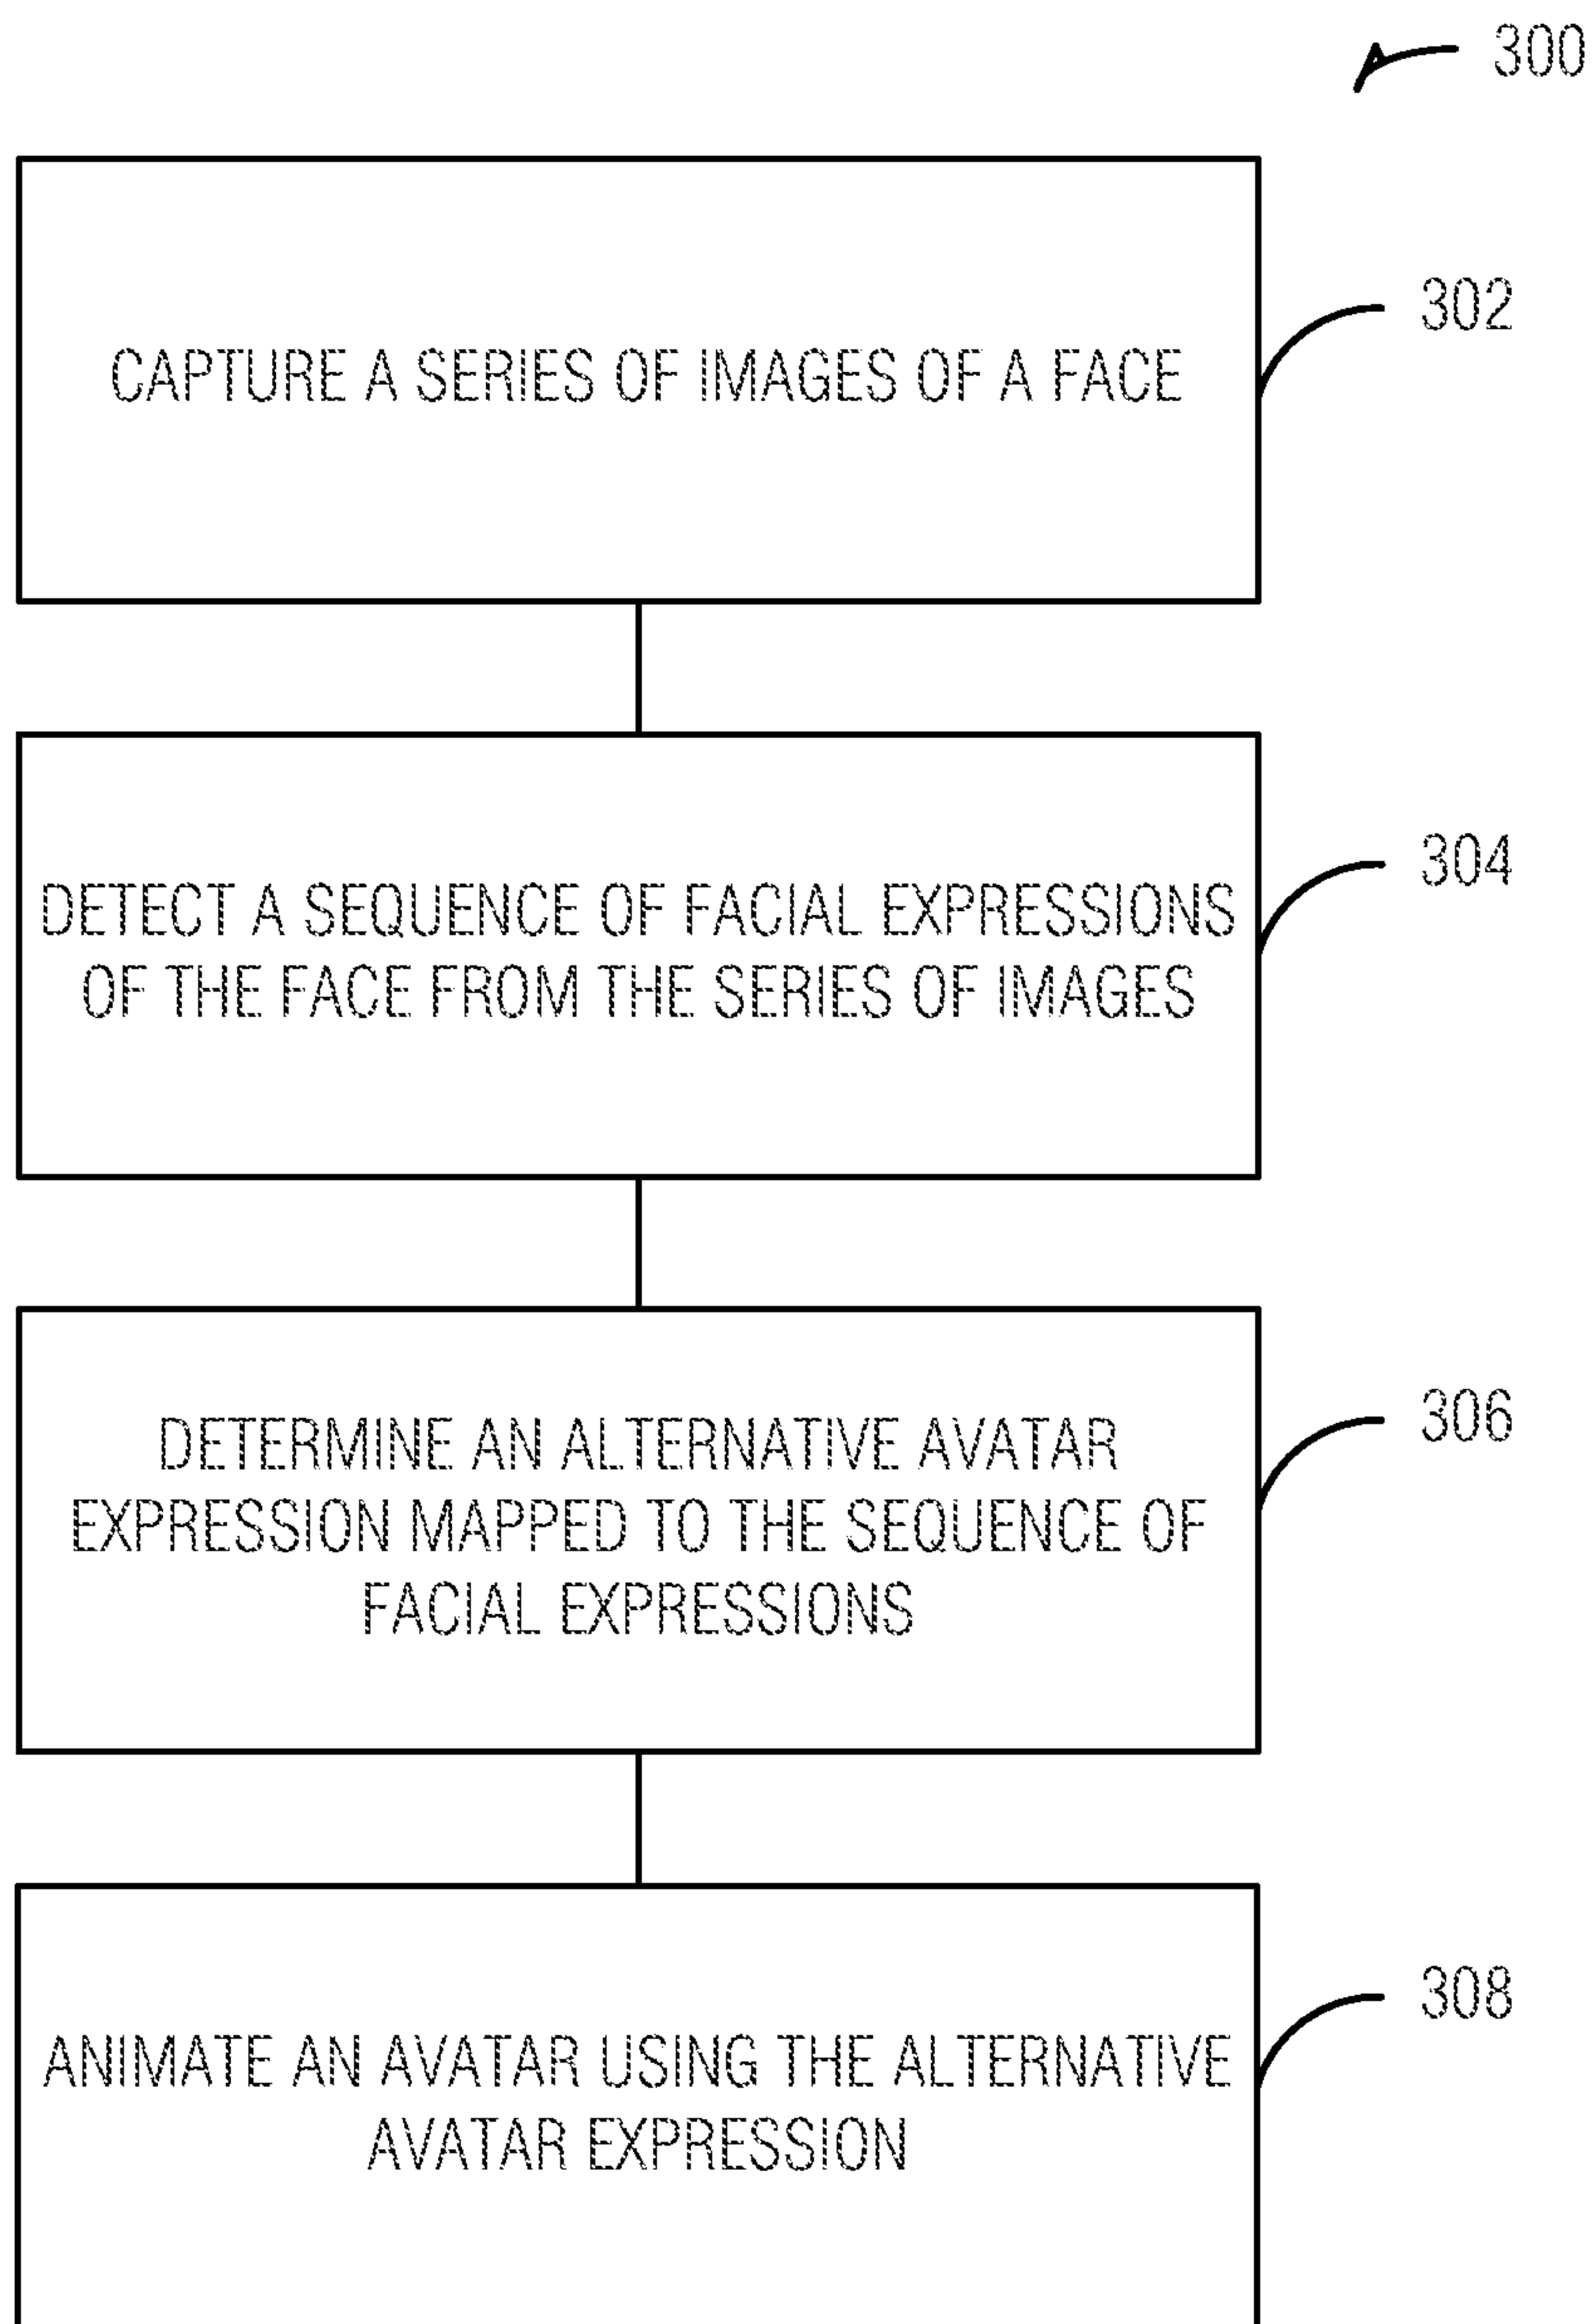 300
CAPTURE A SERIES OF IMAGES OF A FACE
302
DETECT A SEQUENCE OF FACIAL EXPRESSIONS
OF THE FACE FROM THE SERIES OF IMAGES
304
DETERMINE AN ALTERNATIVE AVATAR
EXPRESSION MAPPED TO THE SEQUENCE OF
FACIAL EXPRESSIONS
306
ANIMATE AN AVATAR USING THE ALTERNATIVE
AVATAR EXPRESSION
308